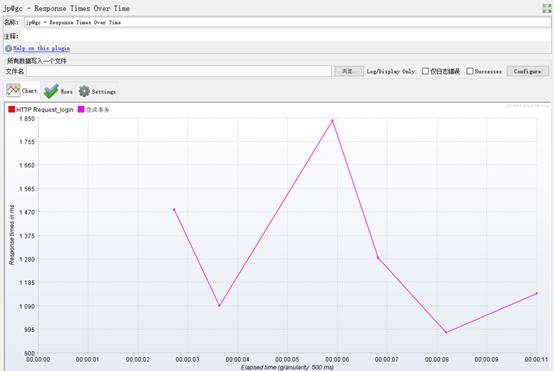 jp@gc - Response Times Over Time
名称: jp@gc - Response Times Over Time
注释:
Help on this plugin
所有数据写入一个文件
文件名 浏览... Log/Display Only: 仅日志错误 Successes Configure
Chart Rows Settings
HTTP Request_login 登录事务
jmeter-plugins.org
1 850
1 755
1 660
1 565
1 470
1 375
1 280
1 185
1 090
995
900
Response times in ms
00:00:00 00:00:01 00:00:02 00:00:03 00:00:04 00:00:05 00:00:06 00:00:07 00:00:08 00:00:09 00:00:11
Elapsed time (granularity: 500 ms)